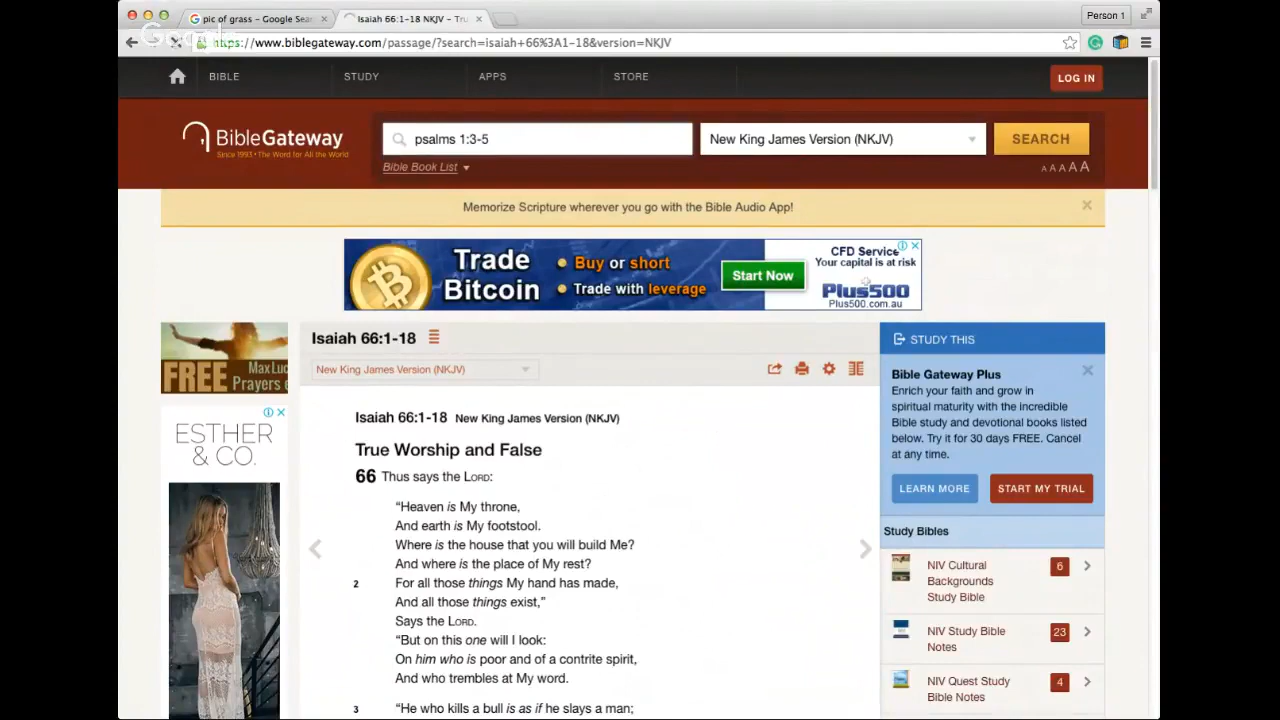 pic of grass - Google Sear
Isaiah 66:1-18 NKJV - Tru
Person 1
Google
https://www.biblegateway.com/passage/?search=isaiah+66%3A1-18&version=NKJV
BIBLE
STUDY
APPS
STORE
LOG IN
BibleGateway
Since 1993 • The Word for All the World
psalms 1:3-5
New King James Version (NKJV)
SEARCH
Bible Book List
A A A A A
Memorize Scripture wherever you go with the Bible Audio App!
Trade
Bitcoin
Buy or short
Trade with leverage
Start Now
CFD Service
Your capital is at risk
Plus500
Plus500.com.au
FREE
Max Luc
Prayers
Isaiah 66:1-18
New King James Version (NKJV)
ESTHER
& CO.
Isaiah 66:1-18 New King James Version (NKJV)
True Worship and False
66 Thus says the LORD:
“Heaven is My throne,
And earth is My footstool.
Where is the house that you will build Me?
And where is the place of My rest?
2 For all those things My hand has made,
And all those things exist,”
Says the LORD.
“But on this one will I look:
On him who is poor and of a contrite spirit,
And who trembles at My word.
3 “He who kills a bull is as if he slays a man;
STUDY THIS
Bible Gateway Plus
Enrich your faith and grow in
spiritual maturity with the incredible
Bible study and devotional books listed
below. Try it for 30 days FREE. Cancel
at any time.
LEARN MORE
START MY TRIAL
Study Bibles
NIV Cultural
Backgrounds
Study Bible
6
NIV Study Bible
Notes
23
NIV Quest Study
Bible Notes
4